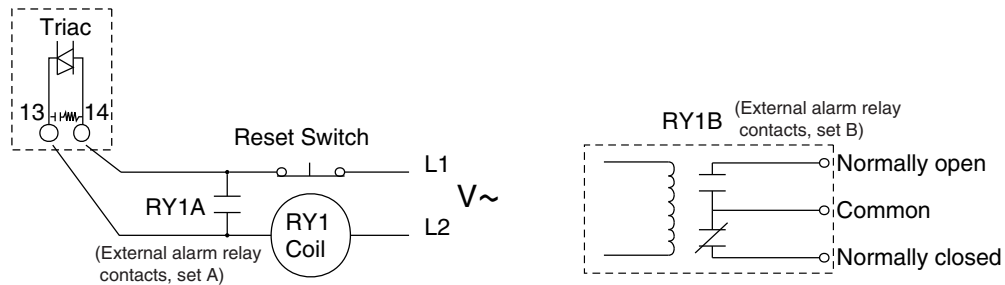 Triac
13
14
Reset Switch
L1
V~
RY1A
RY1
Coil
L2
(External alarm relay
contacts, set A)
RY1B
(External alarm relay
contacts, set B)
Normally open
Common
Normally closed